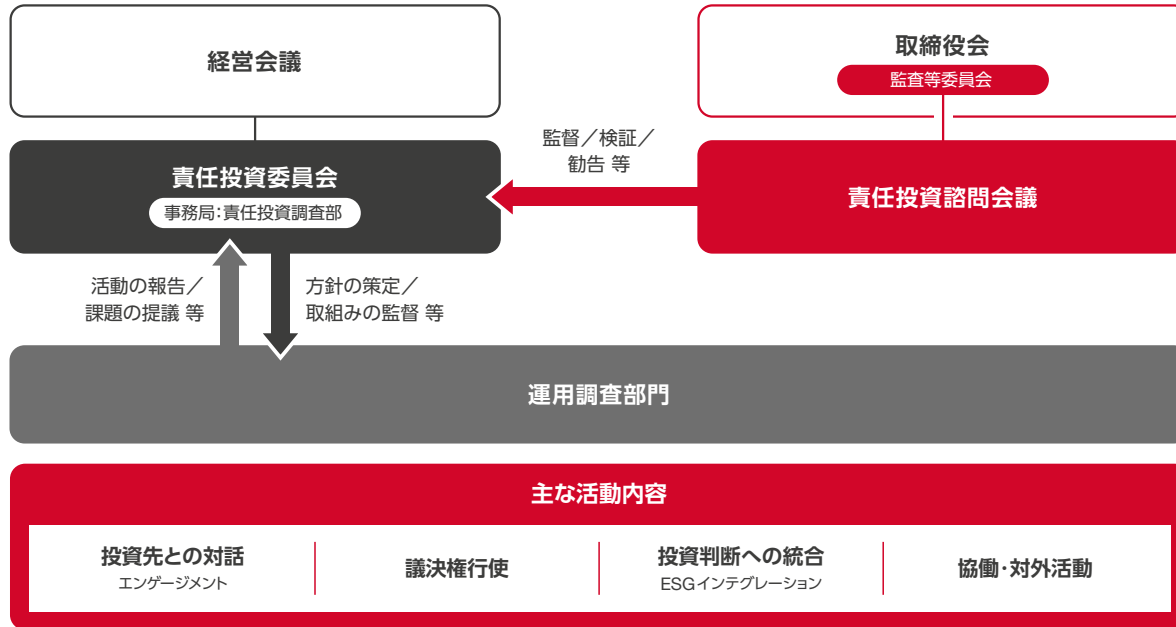 経営会議
取締役会
監査等委員会
監督／検証／
勧告 等
責任投資委員会
事務局：責任投資調査部
責任投資諮問会議
活動の報告／
課題の提議 等
方針の策定／
取組みの監督 等
運用調査部門
主な活動内容
投資先との対話
エンゲージメント
議決権行使
投資判断への統合
ESGインテグレーション
協働・対外活動